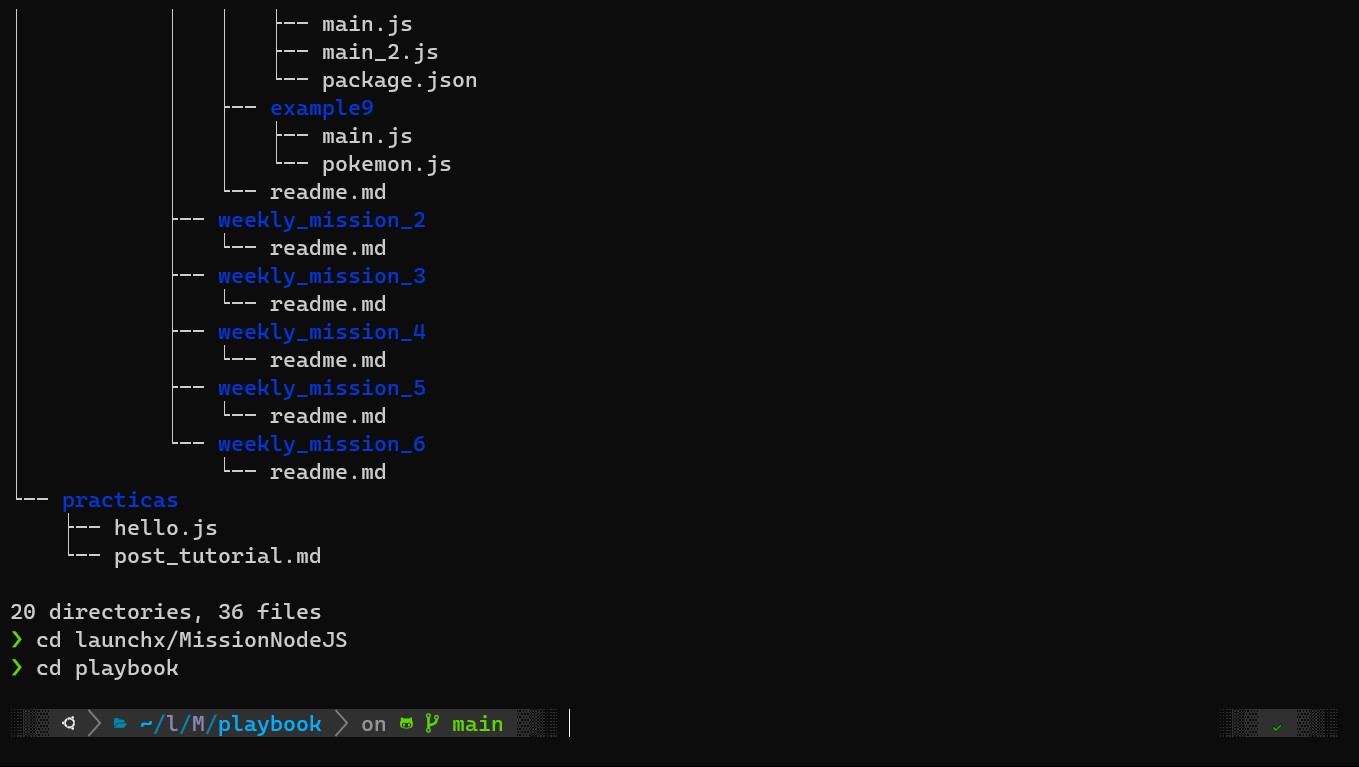 main.js
main_2.js
package.json
example9
main.js
pokemon.js
readme.md
weekly_mission_2
readme.md
weekly_mission_3
readme.md
weekly_mission_4
readme.md
weekly_mission_5
readme.md
weekly_mission_6
readme.md
practicas
hello.js
post_tutorial.md
20 directories, 36 files
❯ cd launchx/MissionNodeJS
❯ cd playbook
~/l/M/playbook on main ✓